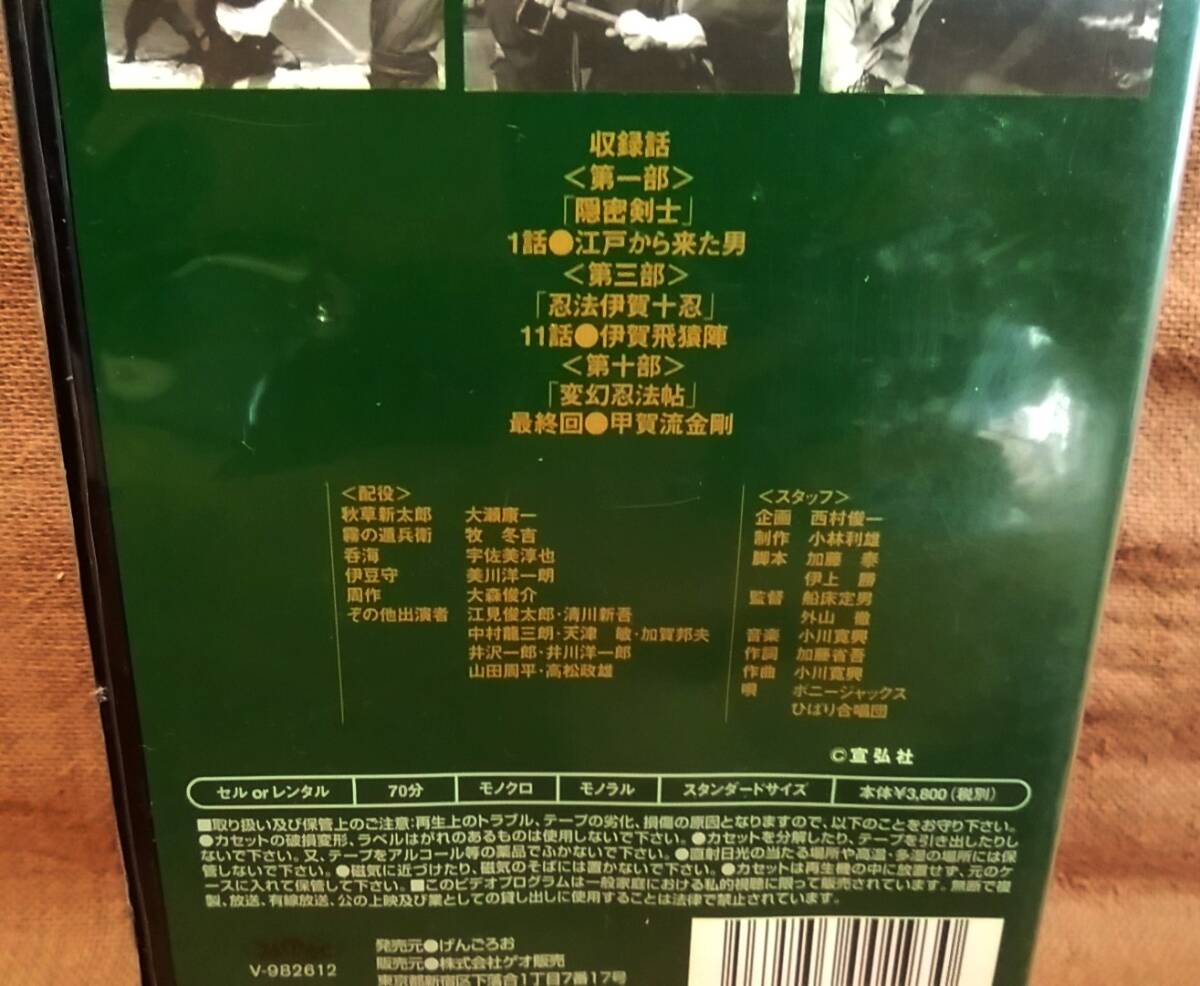 収録話
<第一部>
「隠密剣士」
1話●江戸から来た男
<第三部>
「忍法伊賀十忍」
11話●伊賀飛猿陣
<第十部>
「変幻忍法帖」
最終回●甲賀流金剛
<配役>
秋草新太郎 大瀬康一
霧の遁兵衛 牧 冬吉
呑海 宇佐美淳也
伊豆守 美川洋一朗
周作 大森俊介
その他出演者 江見俊太郎・清川新吾
中村龍三朗・天津 敏・加賀邦夫
井沢一郎・井川洋一郎
山田周平・高松政雄
<スタッフ>
企画 西村俊一
制作 小林利雄
脚本 加藤 泰
伊上 勝
監督 船床定男
外山 徹
音楽 小川寛興
作詞 加藤省吾
作曲 小川寛興
唄 ボニージャックス
ひばり合唱団
©宣弘社
セル or レンタル 70分 モノクロ モノラル スタンダードサイズ 本体¥3,800(税別)
■取り扱い及び保管上のご注意:再生上のトラブル、テープの劣化、損傷の原因となりますので、以下のことをお守り下さい。
●カセットの破損変形、ラベルはがれのあるものは使用しないで下さい。●カセットを分解したり、テープを引き出したりし
ないで下さい。又、テープをアルコール等の薬品でふかないで下さい。●直射日光の当たる場所や高温・多湿の場所には保
管しないで下さい。●磁気に近づけたり、磁気のそばには置かないで下さい。●カセットは再生機の中に放置せず、元のケ
ースに入れて保管して下さい。■このビデオプログラムは一般家庭における私的視聴に限って販売されています。無断で複
製、放送、有線放送、公の上映及び業としての貸し出しに使用することは法律で禁止されています。
V-982612
発売元●げんごろお
販売元●株式会社ゲオ販売
東京都新宿区下落合1丁目7番17号